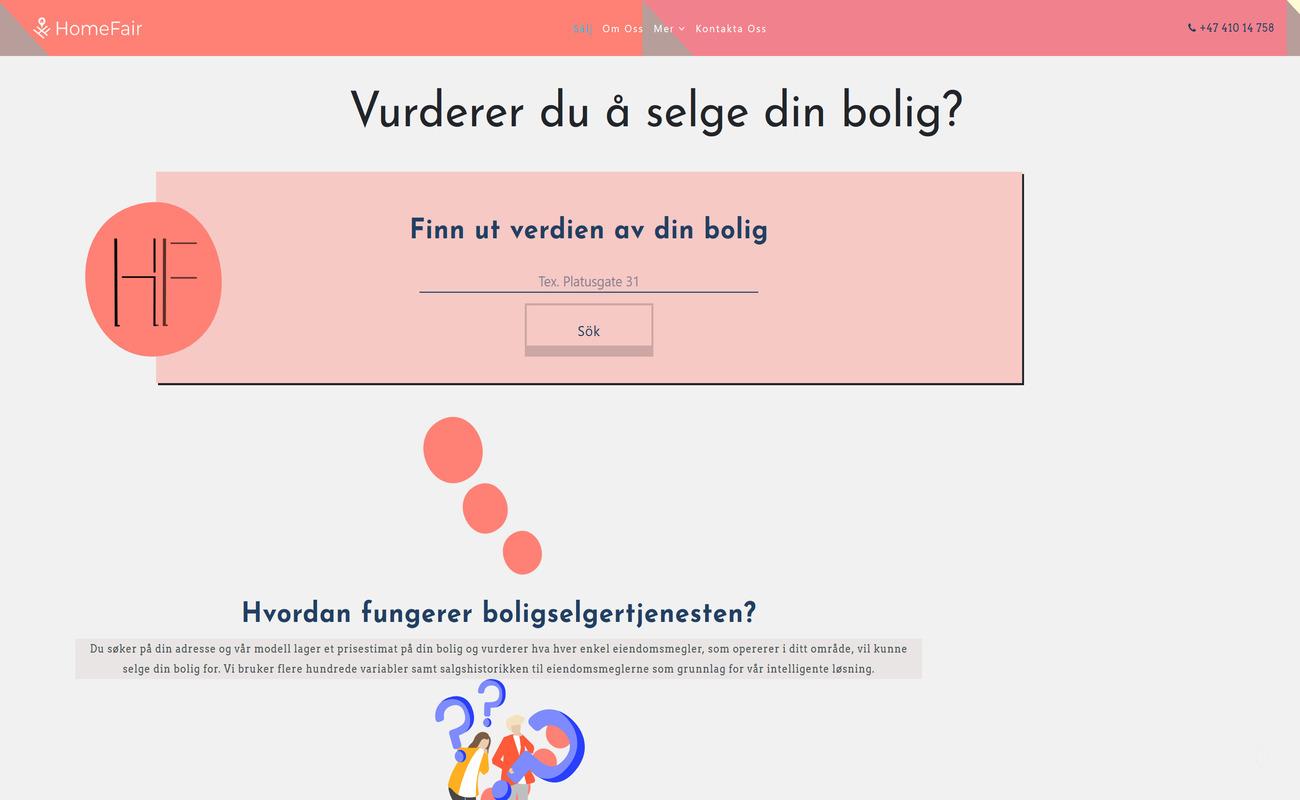 HomeFair
Sälj Om Oss Mer Kontakta Oss
+47 410 14 758
Vurderer du å selge din bolig?
HF
Finn ut verdien av din bolig
Tex. Platusgate 31
Sök
Hvordan fungerer boligselgertjenesten?
Du søker på din adresse og vår modell lager et prisestimat på din bolig og vurderer hva hver enkel eiendomsmegler, som opererer i ditt område, vil kunne
selge din bolig for. Vi bruker flere hundrede variabler samt salgshistorikken til eiendomsmeglerne som grunnlag for vår intelligente løsning.